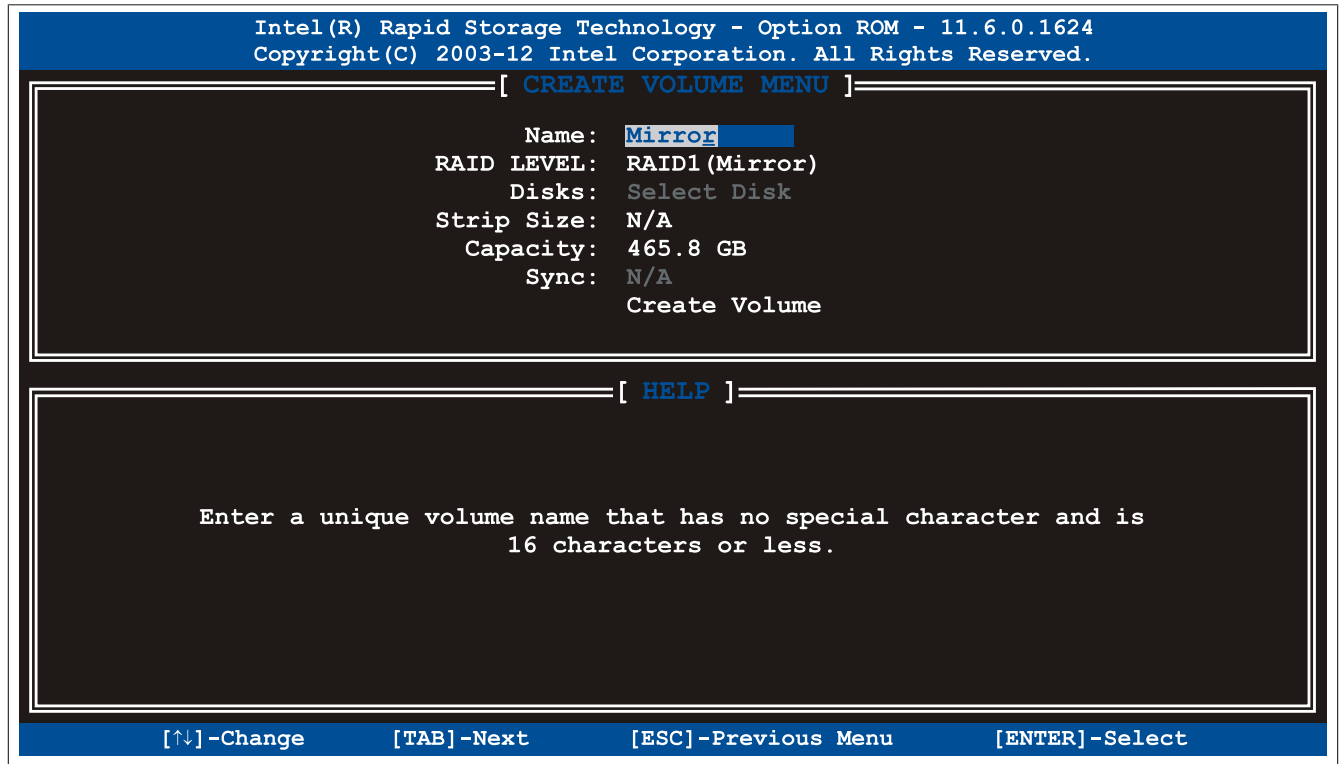 Intel(R) Rapid Storage Technology - Option ROM - 11.6.0.1624
Copyright(C) 2003-12 Intel Corporation. All Rights Reserved.
[ CREATE VOLUME MENU ]
Name: Mirror
RAID LEVEL: RAID1(Mirror)
Disks: Select Disk
Strip Size: N/A
Capacity: 465.8 GB
Sync: N/A
Create Volume
[ HELP ]
Enter a unique volume name that has no special character and is
16 characters or less.
[↑↓]-Change [TAB]-Next [ESC]-Previous Menu [ENTER]-Select